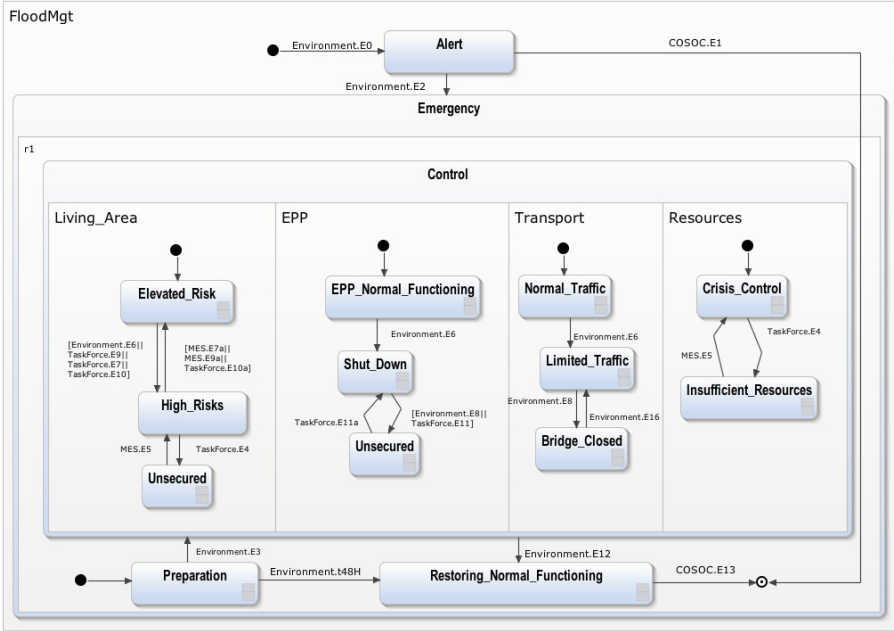 FloodMgt
Environment.E0
Alert
COSOC.E1
Environment.E2
Emergency
r1
Control
Living_Area
EPP
Transport
Resources
Elevated_Risk
EPP_Normal_Functioning
Normal_Traffic
Crisis_Control
[Environment.E6||
TaskForce.E9||
TaskForce.E7||
TaskForce.E10]
[MES.E7a||
MES.E9a||
TaskForce.E10a]
Environment.E6
Environment.E6
TaskForce.E4
Shut_Down
Limited_Traffic
MES.E5
Insufficient_Resources
High_Risks
Environment.E8
Environment.E16
TaskForce.E11a
[Environment.E8||
TaskForce.E11]
MES.E5
TaskForce.E4
Unsecured
Bridge_Closed
Unsecured
Environment.E3
Environment.E12
Preparation
Environment.t48H
Restoring_Normal_Functioning
COSOC.E13